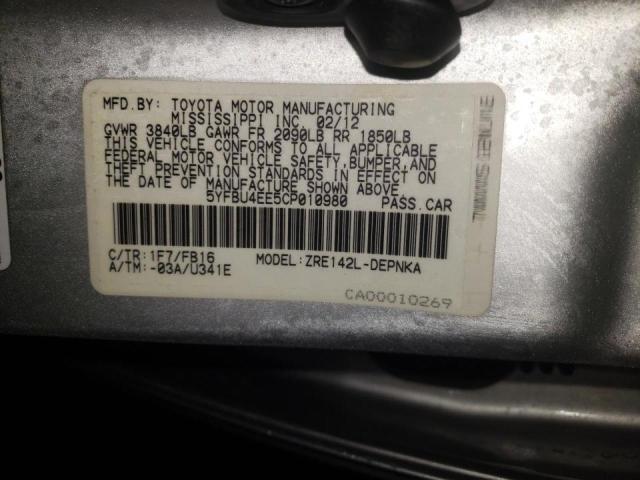 MFD.BY: TOYOTA MOTOR MANUFACTURING
MISSISSIPPI INC. 02/12
GVWR 3840LB GAWR FR 2090LB RR 1850LB
THIS VEHICLE CONFORMS TO ALL APPLICABLE
FEDERAL MOTOR VEHICLE SAFETY,BUMPER,AND
THEFT PREVENTION STANDARDS IN EFFECT ON
THE DATE OF MANUFACTURE SHOWN ABOVE.
5YFBU4EE5CP010980 PASS.CAR
C/TR:1F7/FB16 MODEL:ZRE142L-DEPNKA
A/TM:-03A/U341E
CA00010269